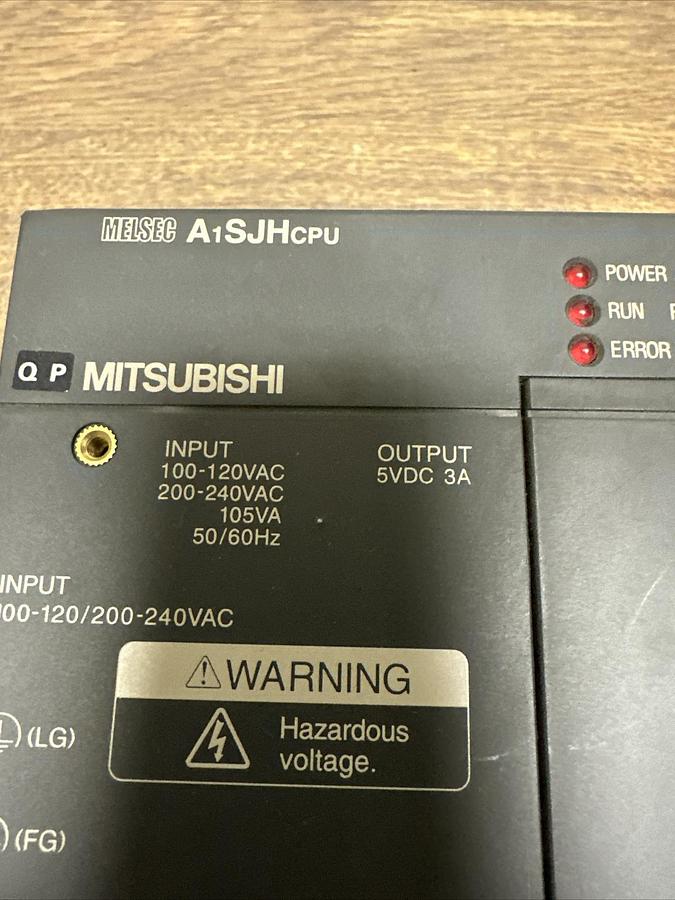 MELSEC A1SJHCPU
POWER
RUN
ERROR
QP MITSUBISHI
INPUT
100-120VAC
200-240VAC
105VA
50/60Hz
OUTPUT
5VDC 3A
INPUT
100-120/200-240VAC
WARNING
Hazardous
voltage.
(LG)
(FG)